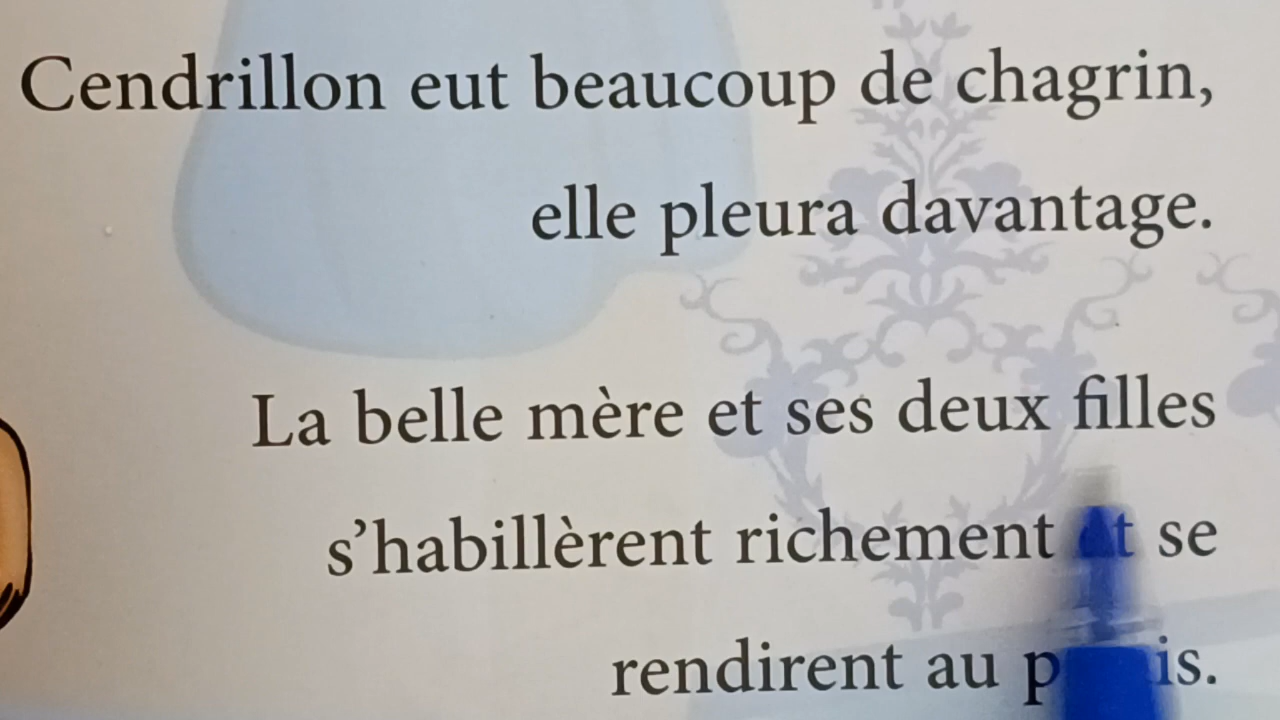 Cendrillon eut beaucoup de chagrin,
elle pleura davantage.
La belle mère et ses deux filles
s'habillèrent richement et se
rendirent au